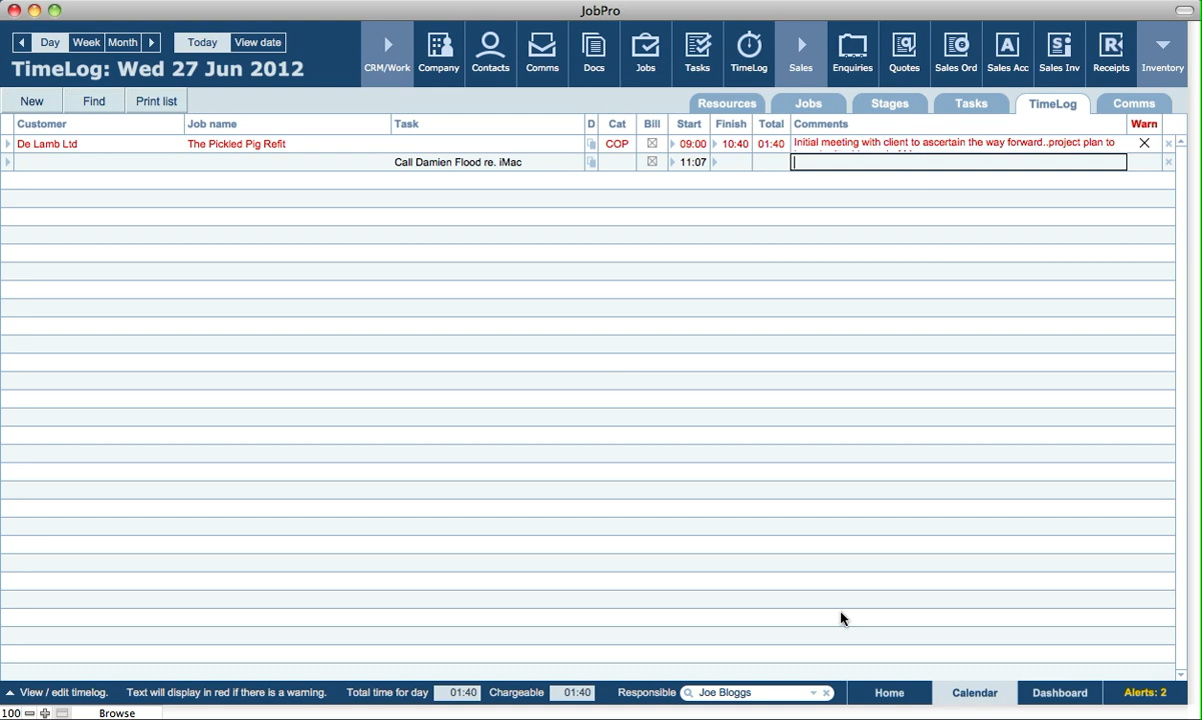 JobPro
Day Week Month Today View date
TimeLog: Wed 27 Jun 2012
CRM/Work Company Contacts Comms Docs Jobs Tasks TimeLog Sales Enquiries Quotes Sales Ord Sales Acc Sales Inv Receipts Inventory
New Find Print list
Resources Jobs Stages Tasks TimeLog Comms
Customer Job name Task D Cat Bill Start Finish Total Comments Warn
De Lamb Ltd The Pickled Pig Refit COP 09:00 10:40 01:40 Initial meeting with client to ascertain the way forward..project plan to
Call Damien Flood re. iMac 11:07
View / edit timelog. Text will display in red if there is a warning. Total time for day 01:40 Chargeable 01:40 Responsible Joe Bloggs Home Calendar Dashboard Alerts: 2
100 Browse